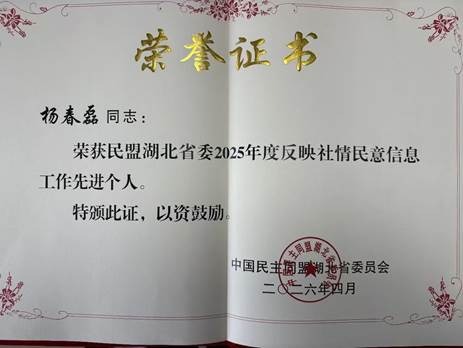 荣誉证书
杨春磊同志：
荣获民盟湖北省委2025年度反映社情民意信息
工作先进个人。
特颁此证，以资鼓励。
中国民主同盟湖北省委员会
二〇二六年四月